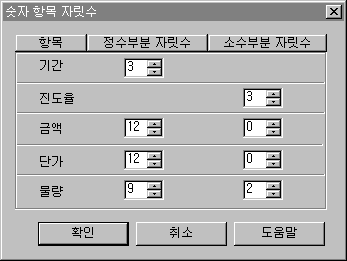 숫자 항목 자릿수
항목 정수부분 자릿수 소수부분 자릿수
기간 3
진도율 3
금액 12 0
단가 12 0
물량 9 2
확인 취소 도움말